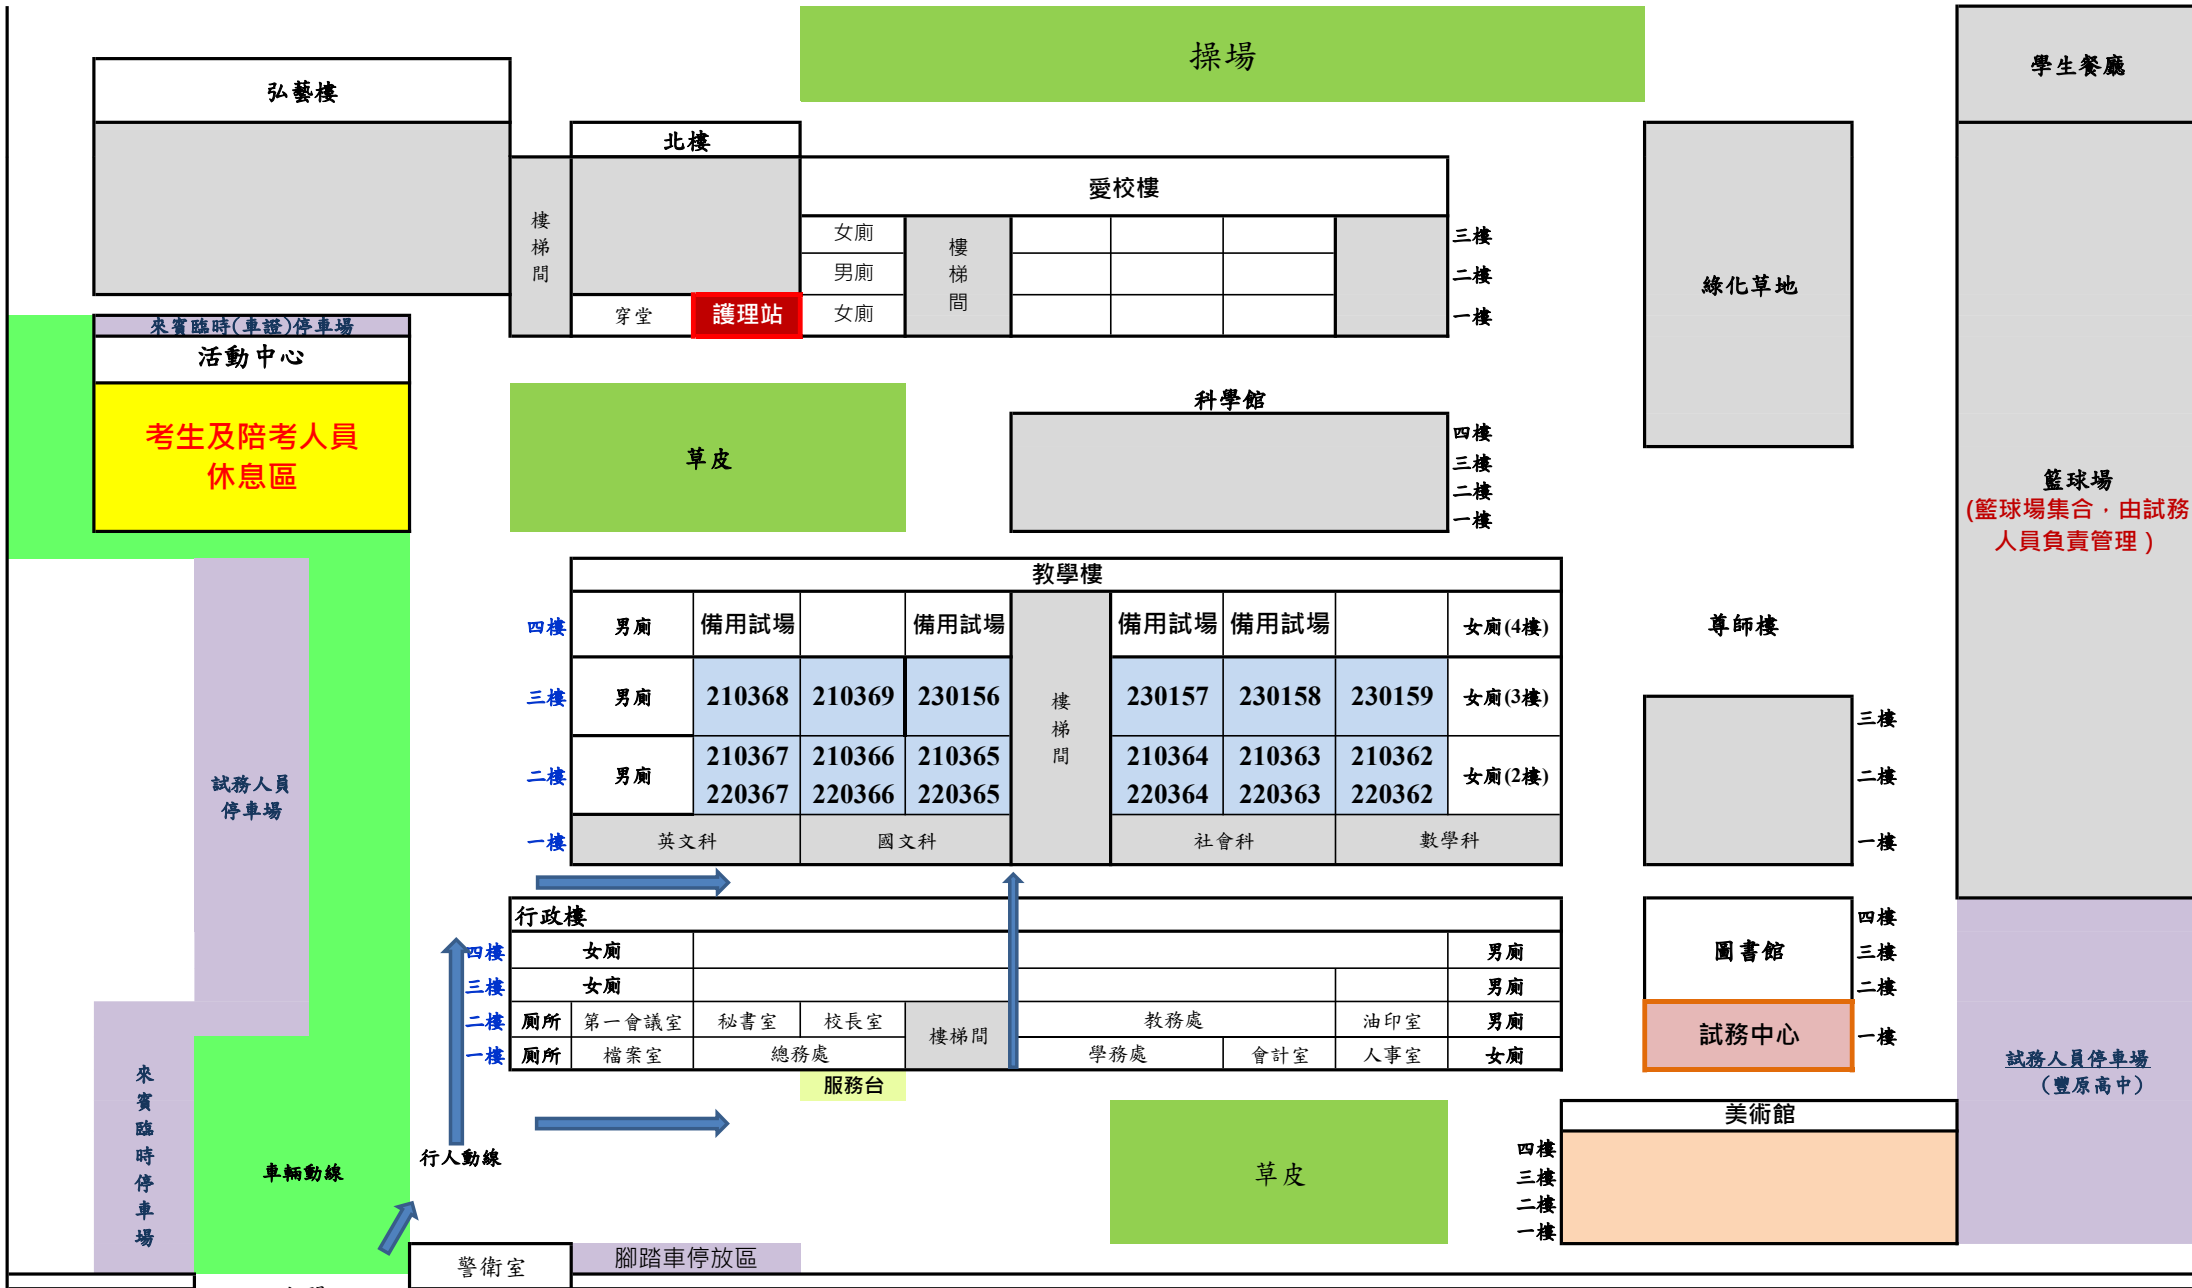 操場
學生餐廳
弘藝樓
北樓
愛校樓
樓梯間
女廁
樓梯間
三樓
男廁
二樓
穿堂
護理站
女廁
一樓
綠化草地
來賓臨時(車證)停車場
活動中心
考生及陪考人員
休息區
草皮
科學館
四樓
三樓
二樓
一樓
籃球場
(籃球場集合，由試務
人員負責管理)
教學樓
四樓 男廁 備用試場 備用試場 備用試場 備用試場 女廁(4樓)
三樓 男廁 210368 210369 230156 樓梯間 230157 230158 230159 女廁(3樓)
二樓 男廁 210367 210366 210365 210364 210363 210362 女廁(2樓)
220367 220366 220365 220364 220363 220362
一樓 英文科 國文科 社會科 數學科
尊師樓
三樓
二樓
一樓
試務人員
停車場
行政樓
四樓 女廁 男廁
三樓 女廁 男廁
二樓 厠所 第一會議室 秘書室 校長室 樓梯間 教務處 油印室 男廁
一樓 厠所 檔案室 總務處 學務處 會計室 人事室 女廁
服務台
圖書館
四樓
三樓
二樓
試務中心
一樓
試務人員停車場
(豐原高中)
來賓臨時停車場
車輛動線
行人動線
草皮
美術館
四樓
三樓
二樓
一樓
警衛室
腳踏車停放區